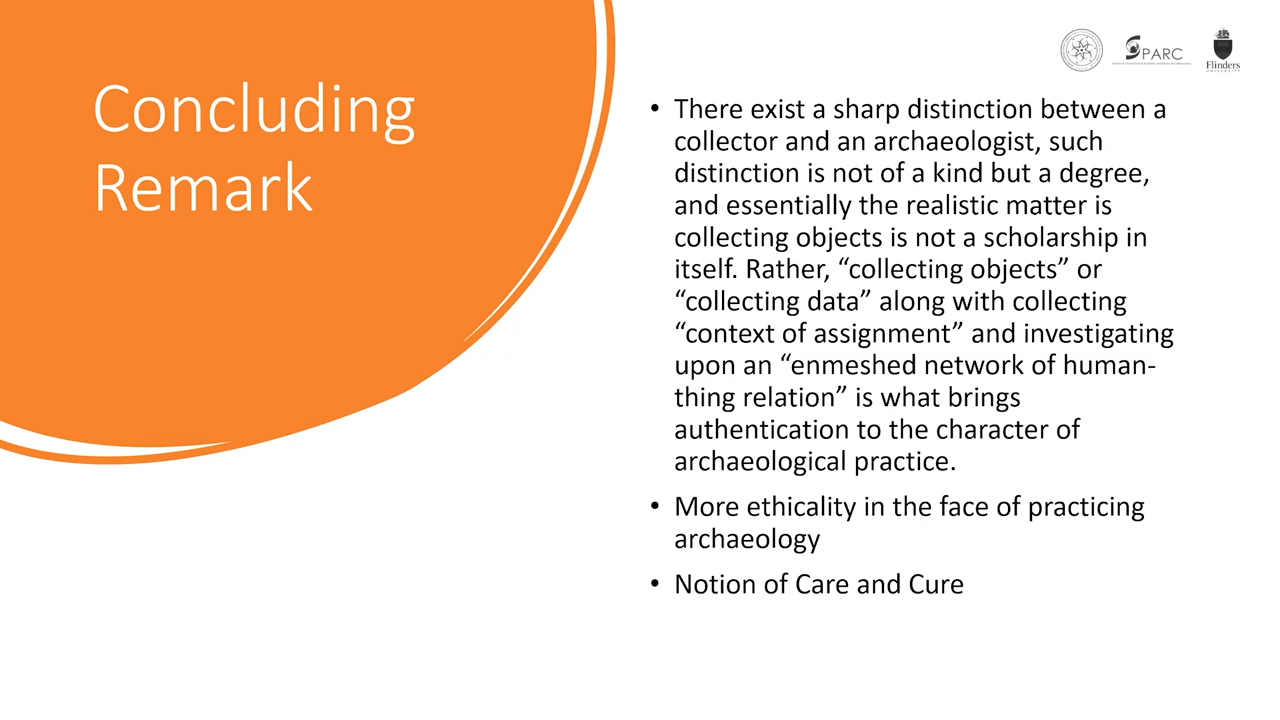 Concluding
Remark
SPARC
Flinders
UNIVERSITY
• There exist a sharp distinction between a
collector and an archaeologist, such
distinction is not of a kind but a degree,
and essentially the realistic matter is
collecting objects is not a scholarship in
itself. Rather, “collecting objects” or
“collecting data” along with collecting
“context of assignment” and investigating
upon an “enmeshed network of human-
thing relation” is what brings
authentication to the character of
archaeological practice.
• More ethicality in the face of practicing
archaeology
• Notion of Care and Cure